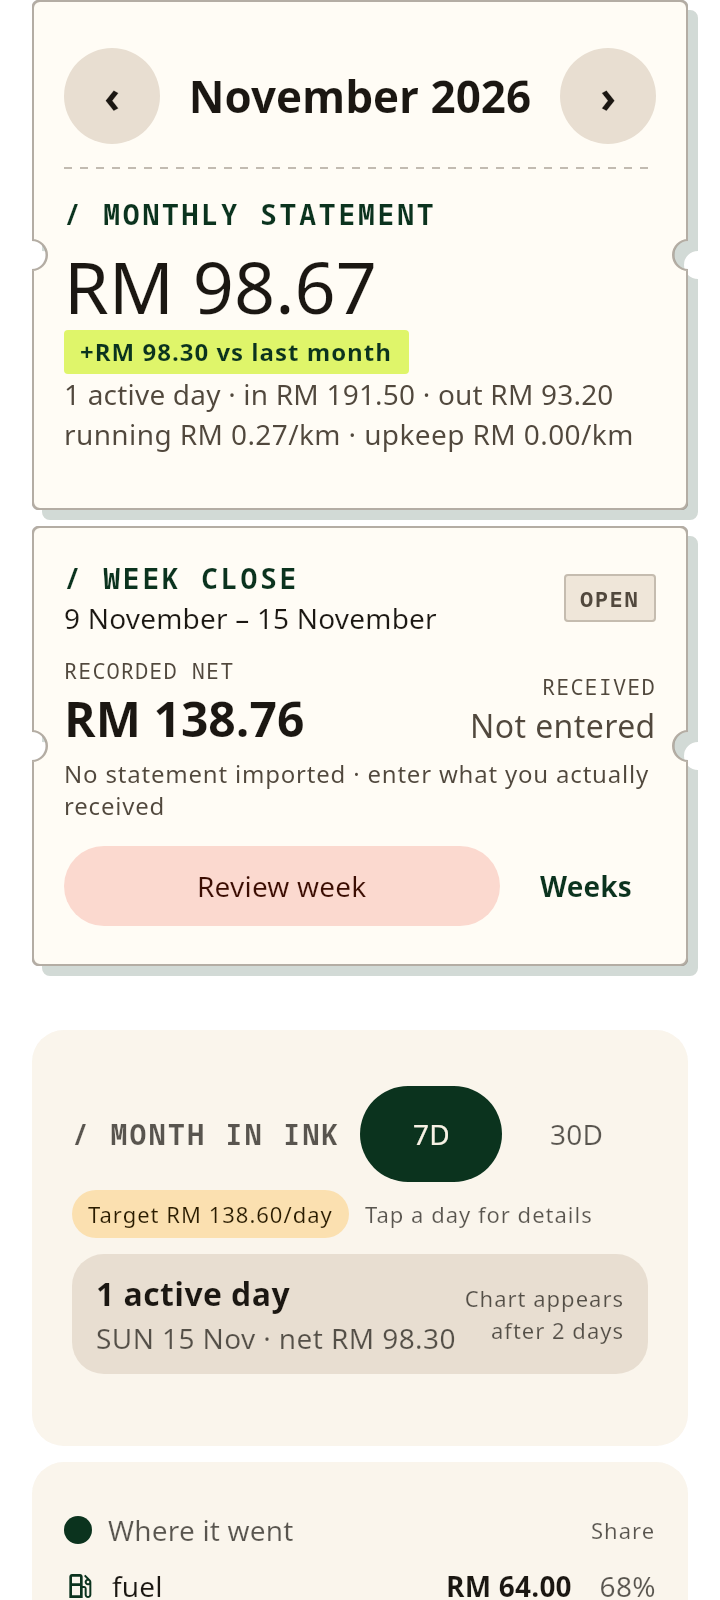 ‹ November 2026 ›
/ MONTHLY STATEMENT
RM 98.67
+RM 98.30 vs last month
1 active day · in RM 191.50 · out RM 93.20
running RM 0.27/km · upkeep RM 0.00/km
/ WEEK CLOSE
OPEN
9 November – 15 November
RECORDED NET
RECEIVED
RM 138.76
Not entered
No statement imported · enter what you actually
received
Review week
Weeks
/ MONTH IN INK
7D
30D
Target RM 138.60/day
Tap a day for details
1 active day
SUN 15 Nov · net RM 98.30
Chart appears
after 2 days
Where it went
Share
fuel
RM 64.00
68%